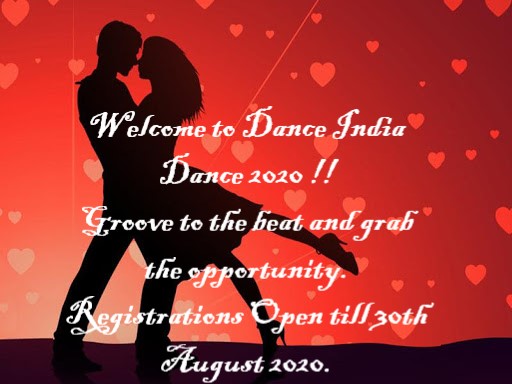 Welcome to Dance India
Dance 2020 !!
Groove to the beat and grab
the opportunity.
Registrations Open till 30th
August 2020.